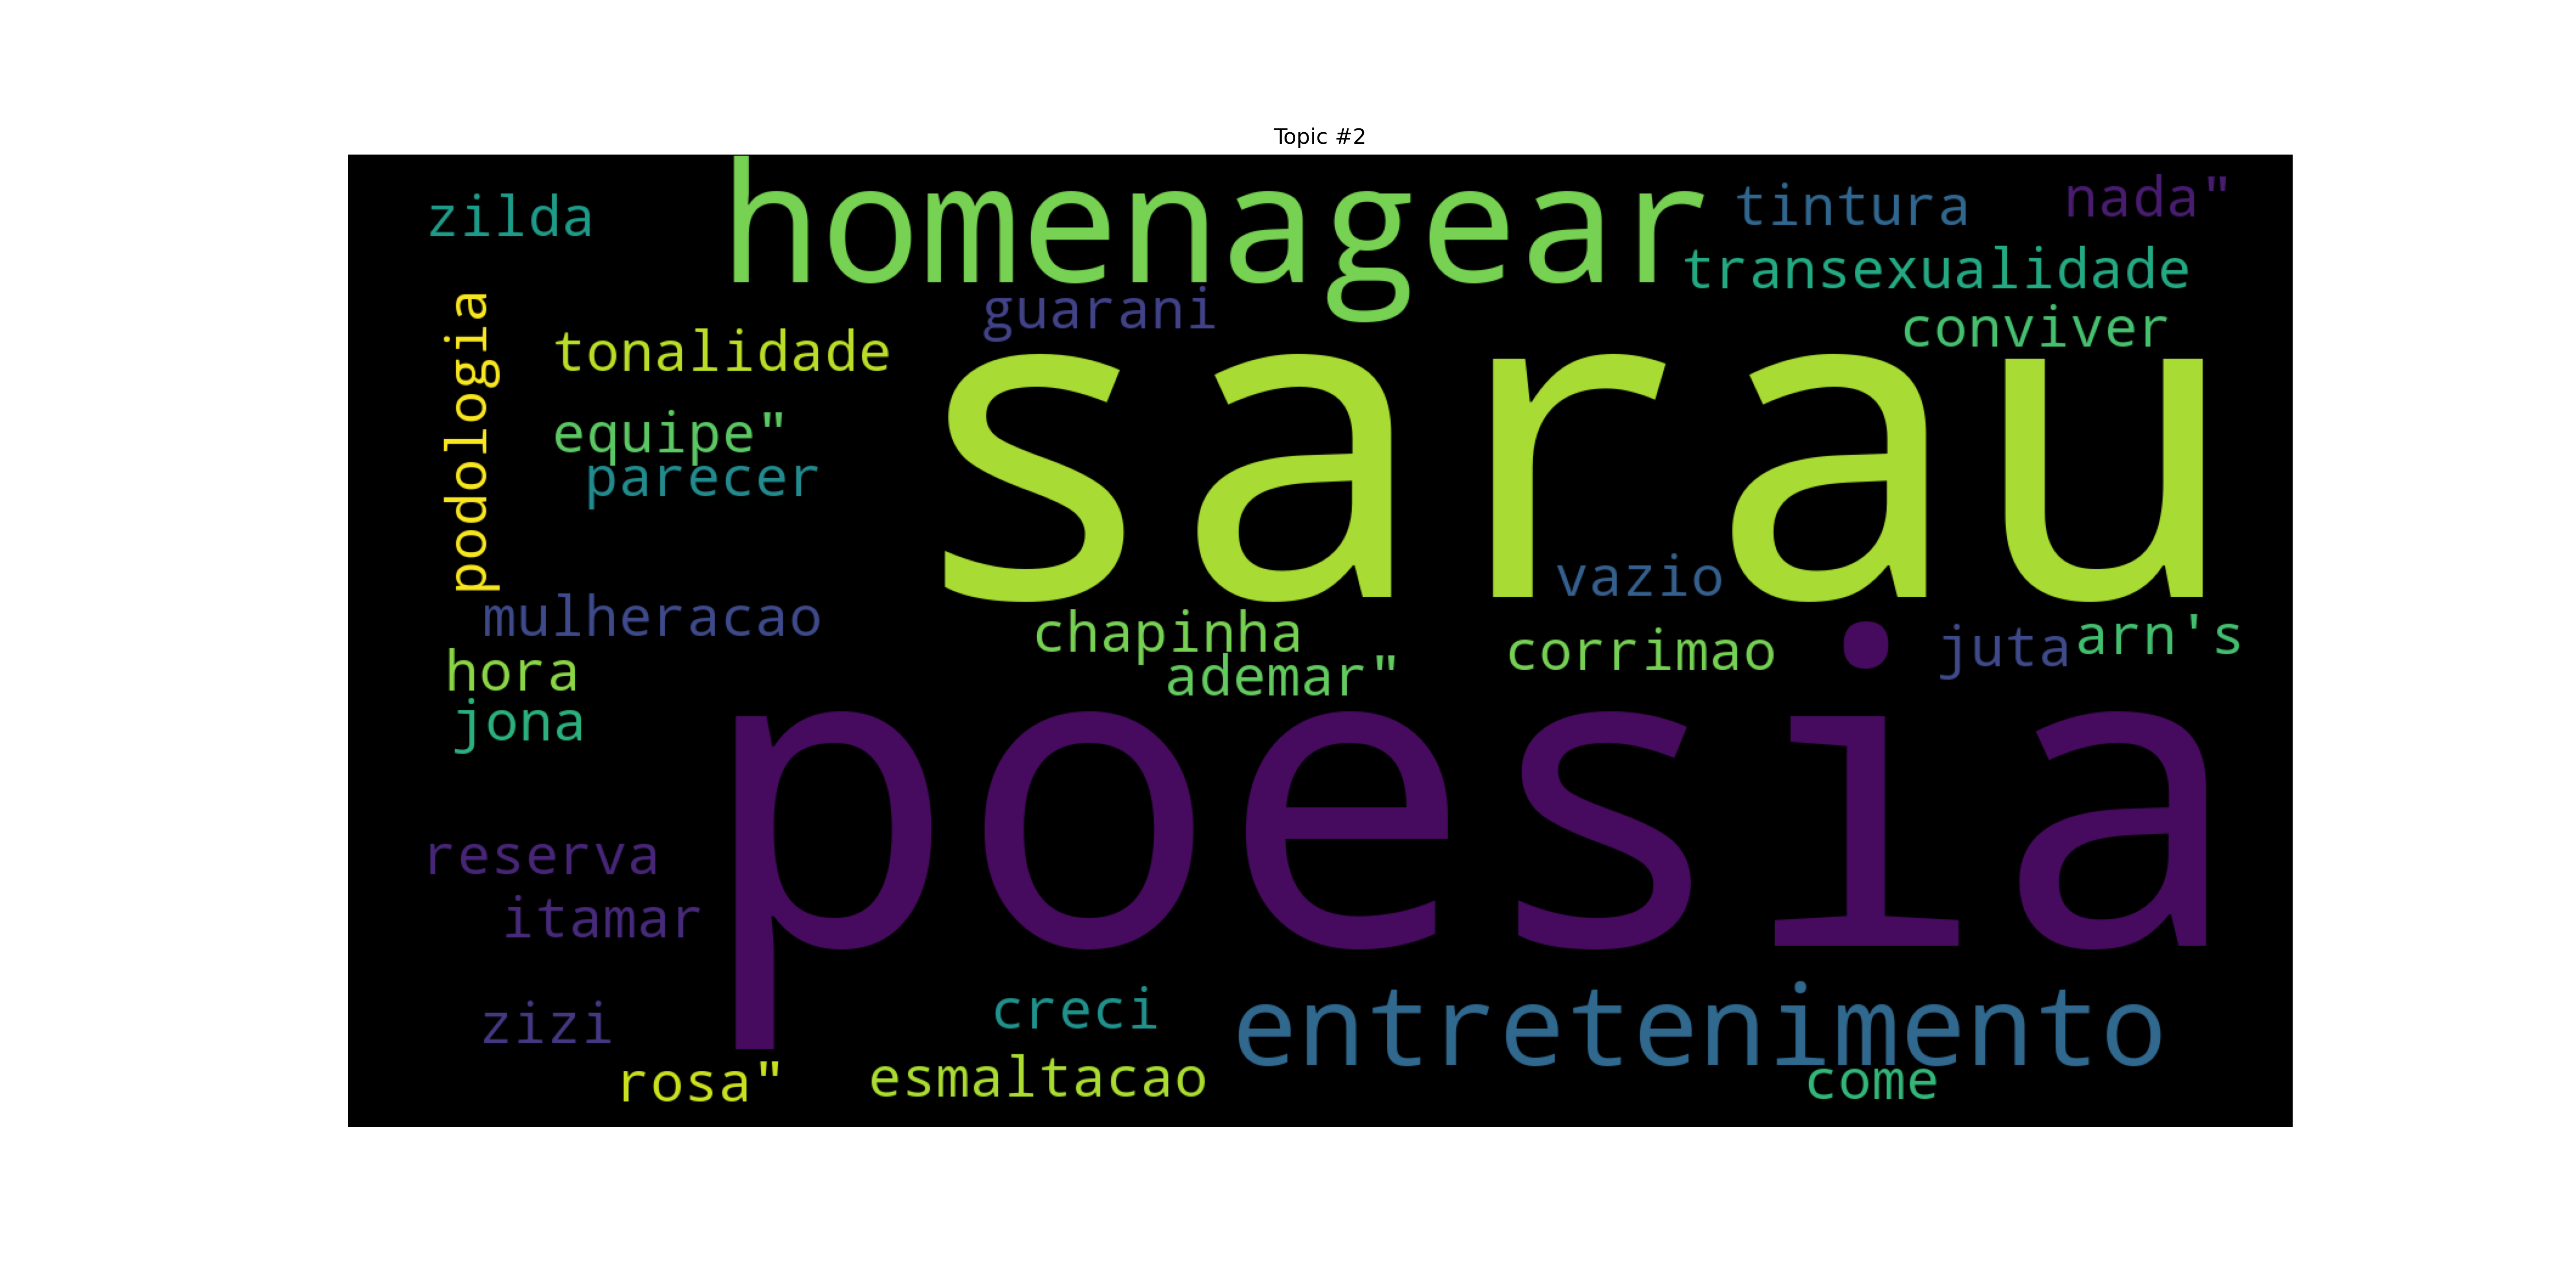 Topic #2
zilda
homenagear
tintura
nada"
transexualidade
guarani
conviver
podologia
tonalidade
sarau
equipe"
parecer
vazio
mulheracao
chapinha
corrimao
juta
arn's
hora
ademar"
jona
poesia
reserva
itamar
zizi
creci
entretenimento
rosa"
esmaltacao
come